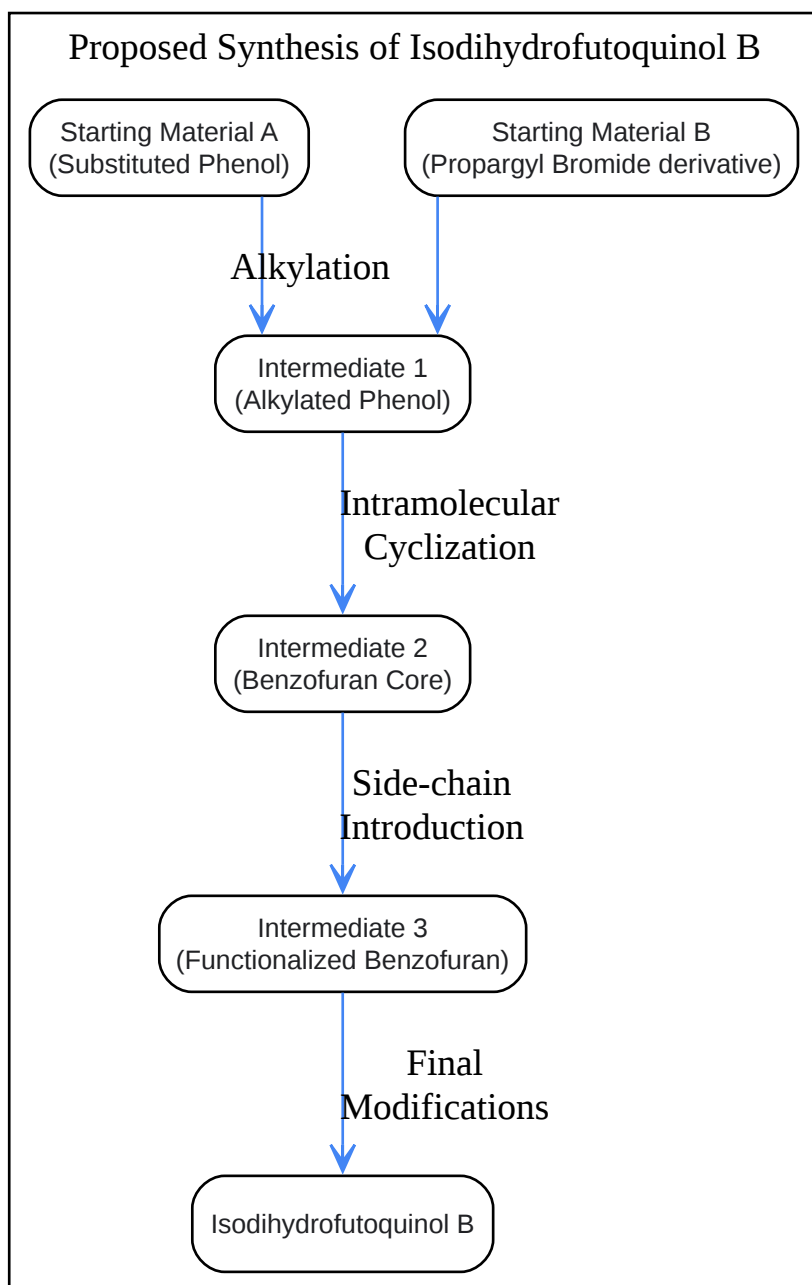 Proposed Synthesis of Isodihydrofutoquinol B
Starting Material A
(Substituted Phenol)
Starting Material B
(Propargyl Bromide derivative)
Alkylation
Intermediate 1
(Alkylated Phenol)
Intramolecular
Cyclization
Intermediate 2
(Benzofuran Core)
Side-chain
Introduction
Intermediate 3
(Functionalized Benzofuran)
Final
Modifications
Isodihydrofutoquinol B